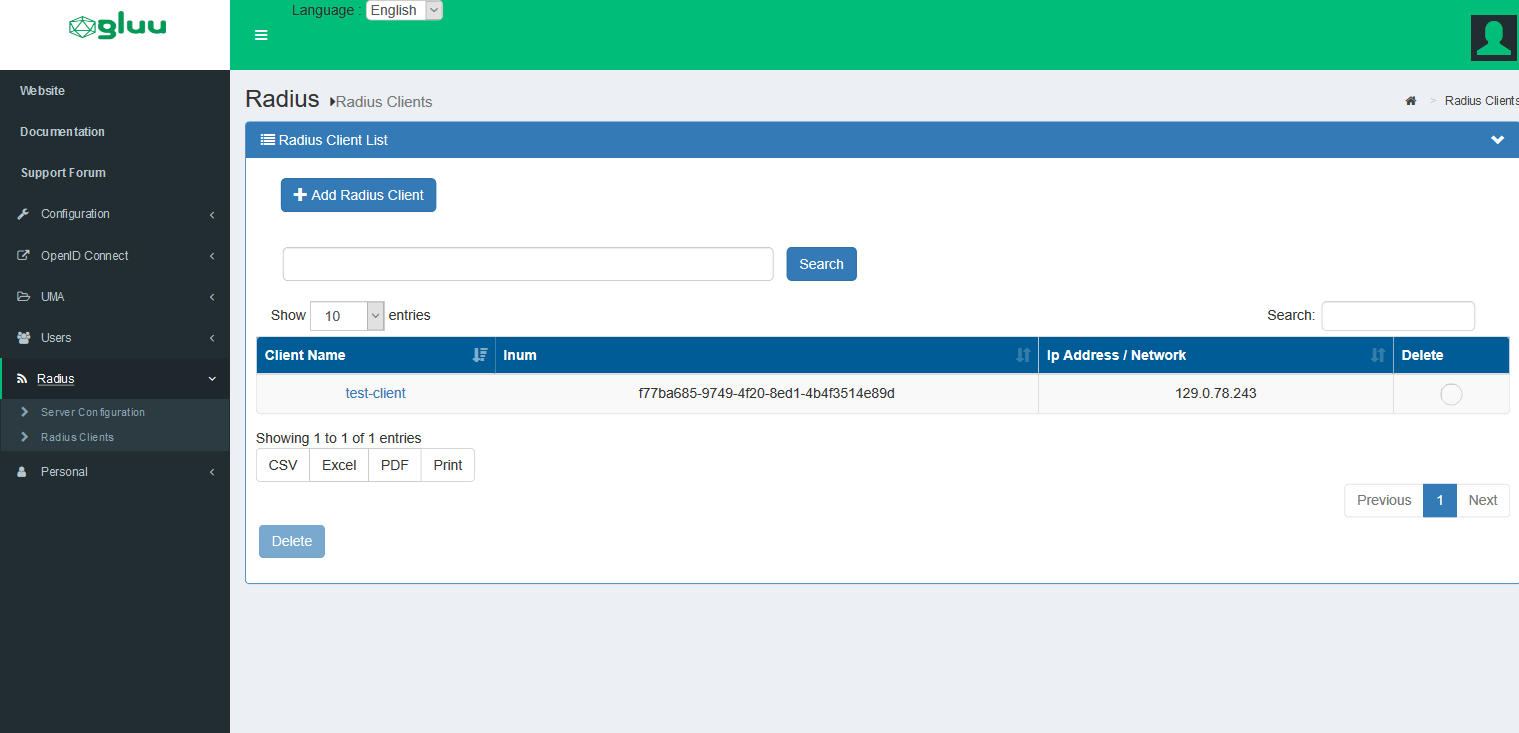 gluu
Language : English
Website
Documentation
Support Forum
Configuration
OpenID Connect
UMA
Users
Radius
Server Configuration
Radius Clients
Personal
Radius Radius Clients
> Radius Clients
Radius Client List
Add Radius Client
Search
Show 10 entries
Search:
Client Name Inum Ip Address / Network Delete
test-client f77ba685-9749-4f20-8ed1-4b4f3514e89d 129.0.78.243
Showing 1 to 1 of 1 entries
CSV Excel PDF Print
Previous 1 Next
Delete